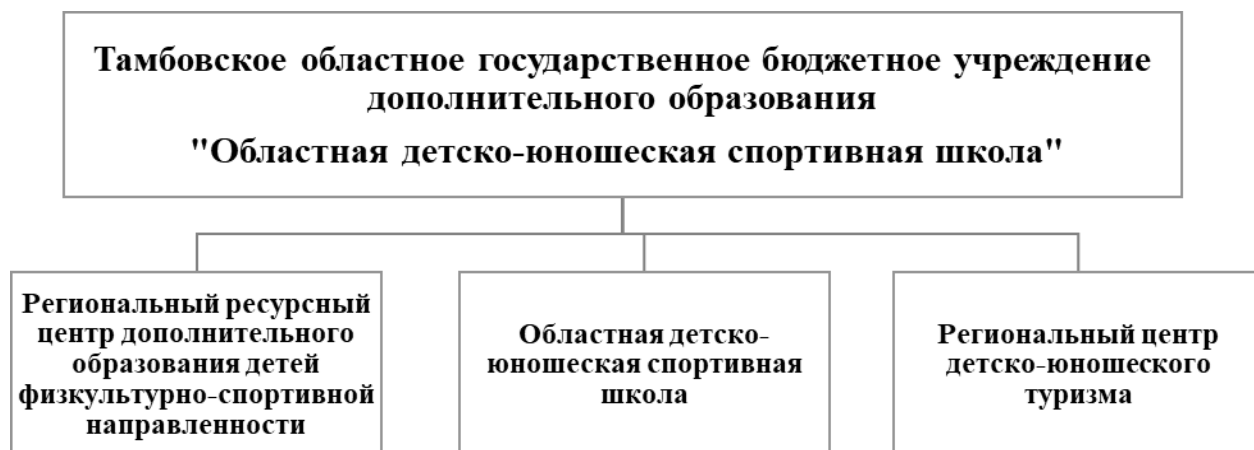 Тамбовское областное государственное бюджетное учреждение
дополнительного образования
"Областная детско-юношеская спортивная школа"
Региональный ресурсный
центр дополнительного
образования детей
физкультурно-спортивной
направленности
Областная детско-
юношеская спортивная
школа
Региональный центр
детско-юношеского
туризма